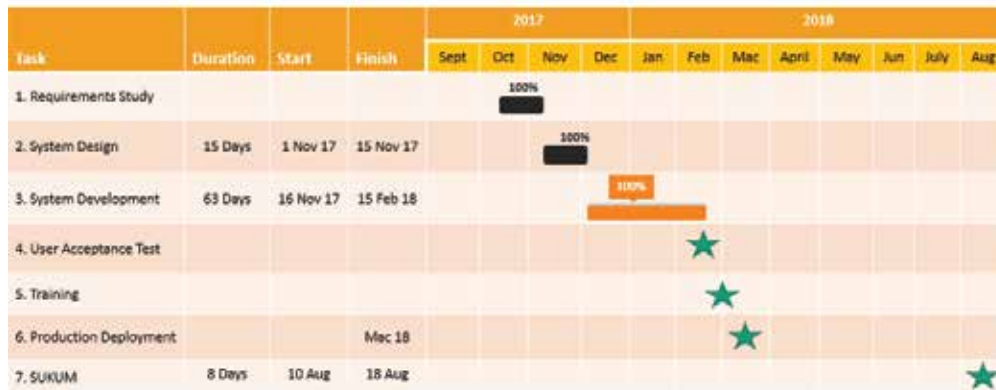 2017 2018
Task Duration Start Finish Sept Oct Nov Dec Jan Feb Mac April May Jun July Aug
1. Requirements Study 100%
2. System Design 15 Days 1 Nov 17 15 Nov 17 100%
3. System Development 63 Days 16 Nov 17 15 Feb 18 100%
4. User Acceptance Test
5. Training
6. Production Deployment Mac 18
7. SUKUM 8 Days 10 Aug 18 Aug